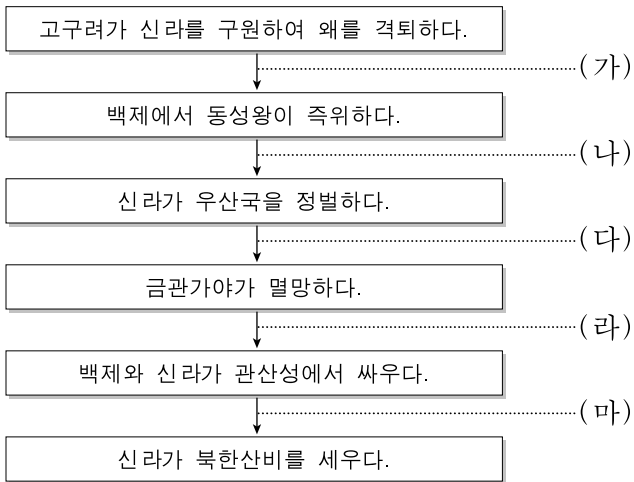 고구려가 신라를 구원하여 왜를 격퇴하다.
(가)
백제에서 동성왕이 즉위하다.
(나)
신라가 우산국을 정벌하다.
(다)
금관가야가 멸망하다.
(라)
백제와 신라가 관산성에서 싸우다.
(마)
신라가 북한산비를 세우다.